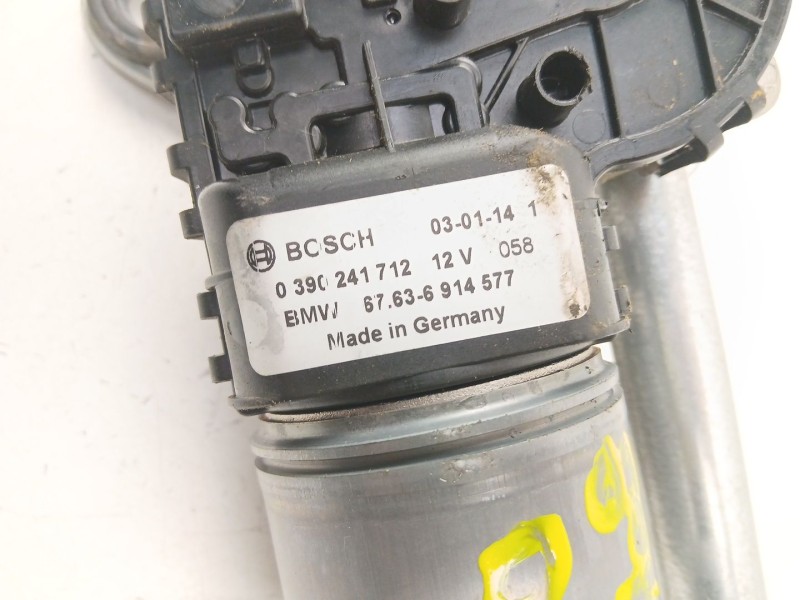 BOSCH 03-01-14 1
0 390 241 712 12 V 058
BMW 67.63-6 914 577
Made in Germany